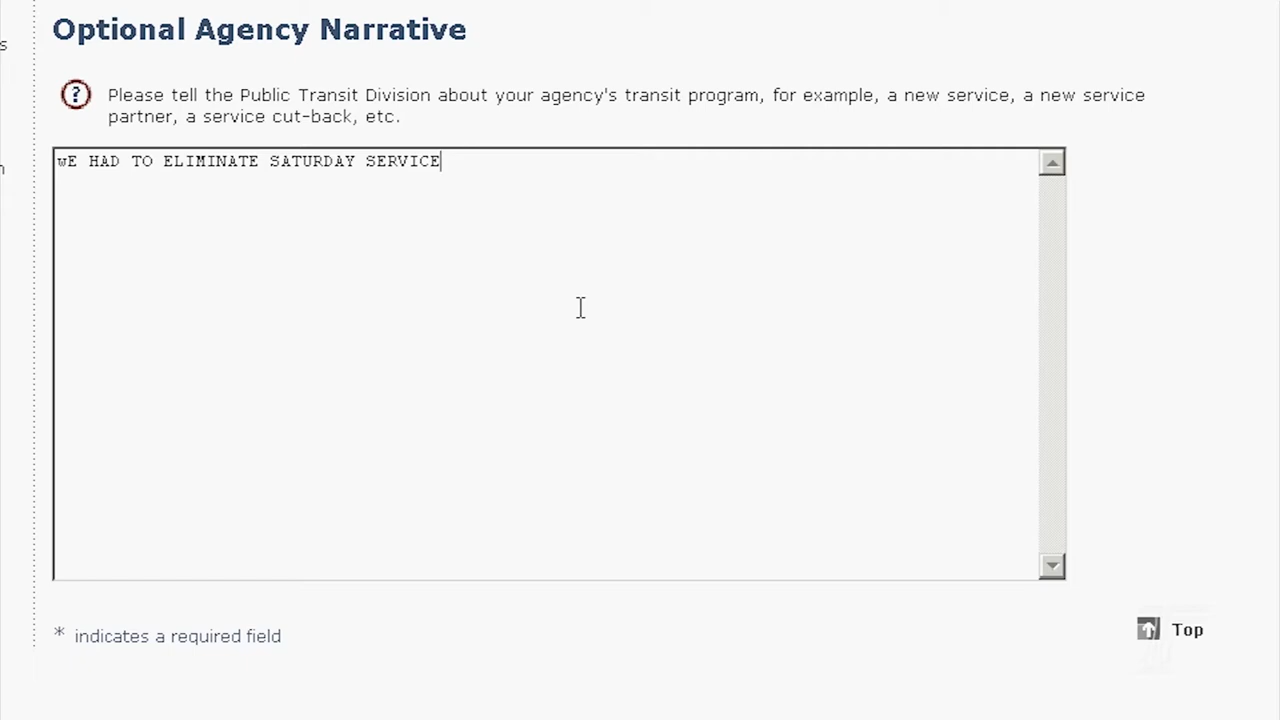 Optional Agency Narrative
s
? Please tell the Public Transit Division about your agency's transit program, for example, a new service, a new service
partner, a service cut-back, etc.
wE HAD TO ELIMINATE SATURDAY SERVICE
n
* indicates a required field
Top